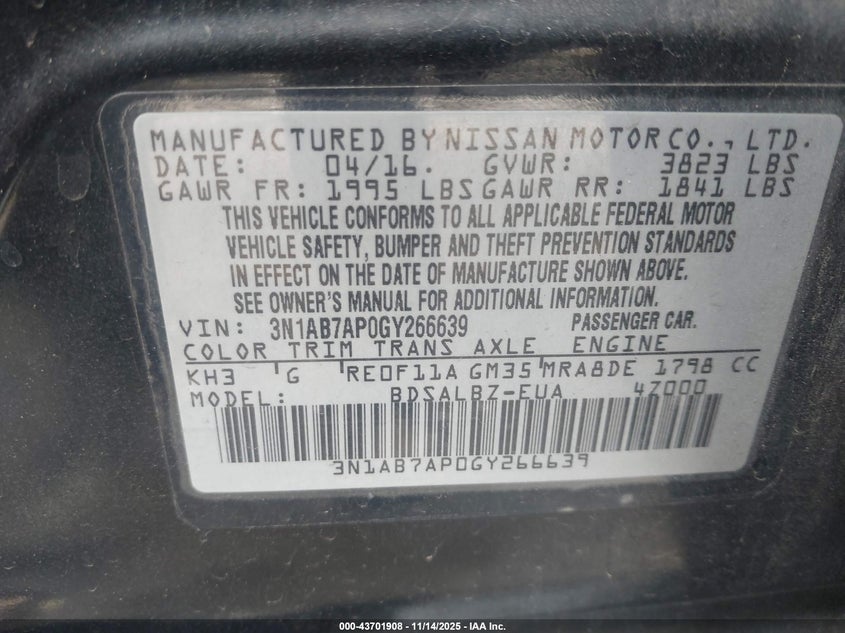 MANUFACTURED BY NISSAN MOTOR CO., LTD.
DATE: 04/16. GVWR: 3823 LBS
GAWR FR: 1995 LBS GAWR RR: 1841 LBS
THIS VEHICLE CONFORMS TO ALL APPLICABLE FEDERAL MOTOR
VEHICLE SAFETY, BUMPER AND THEFT PREVENTION STANDARDS
IN EFFECT ON THE DATE OF MANUFACTURE SHOWN ABOVE.
SEE OWNER'S MANUAL FOR ADDITIONAL INFORMATION.
VIN: 3N1AB7AP0GY266639 PASSENGER CAR.
COLOR TRIM TRANS AXLE ENGINE
KH3 G RE0F11A GM35 MRA8DE 1798 CC
MODEL: BDSALBZ-EUA 4Z000
3N1AB7AP0GY266639
000-43701908 - 11/14/2025 - IAA Inc.